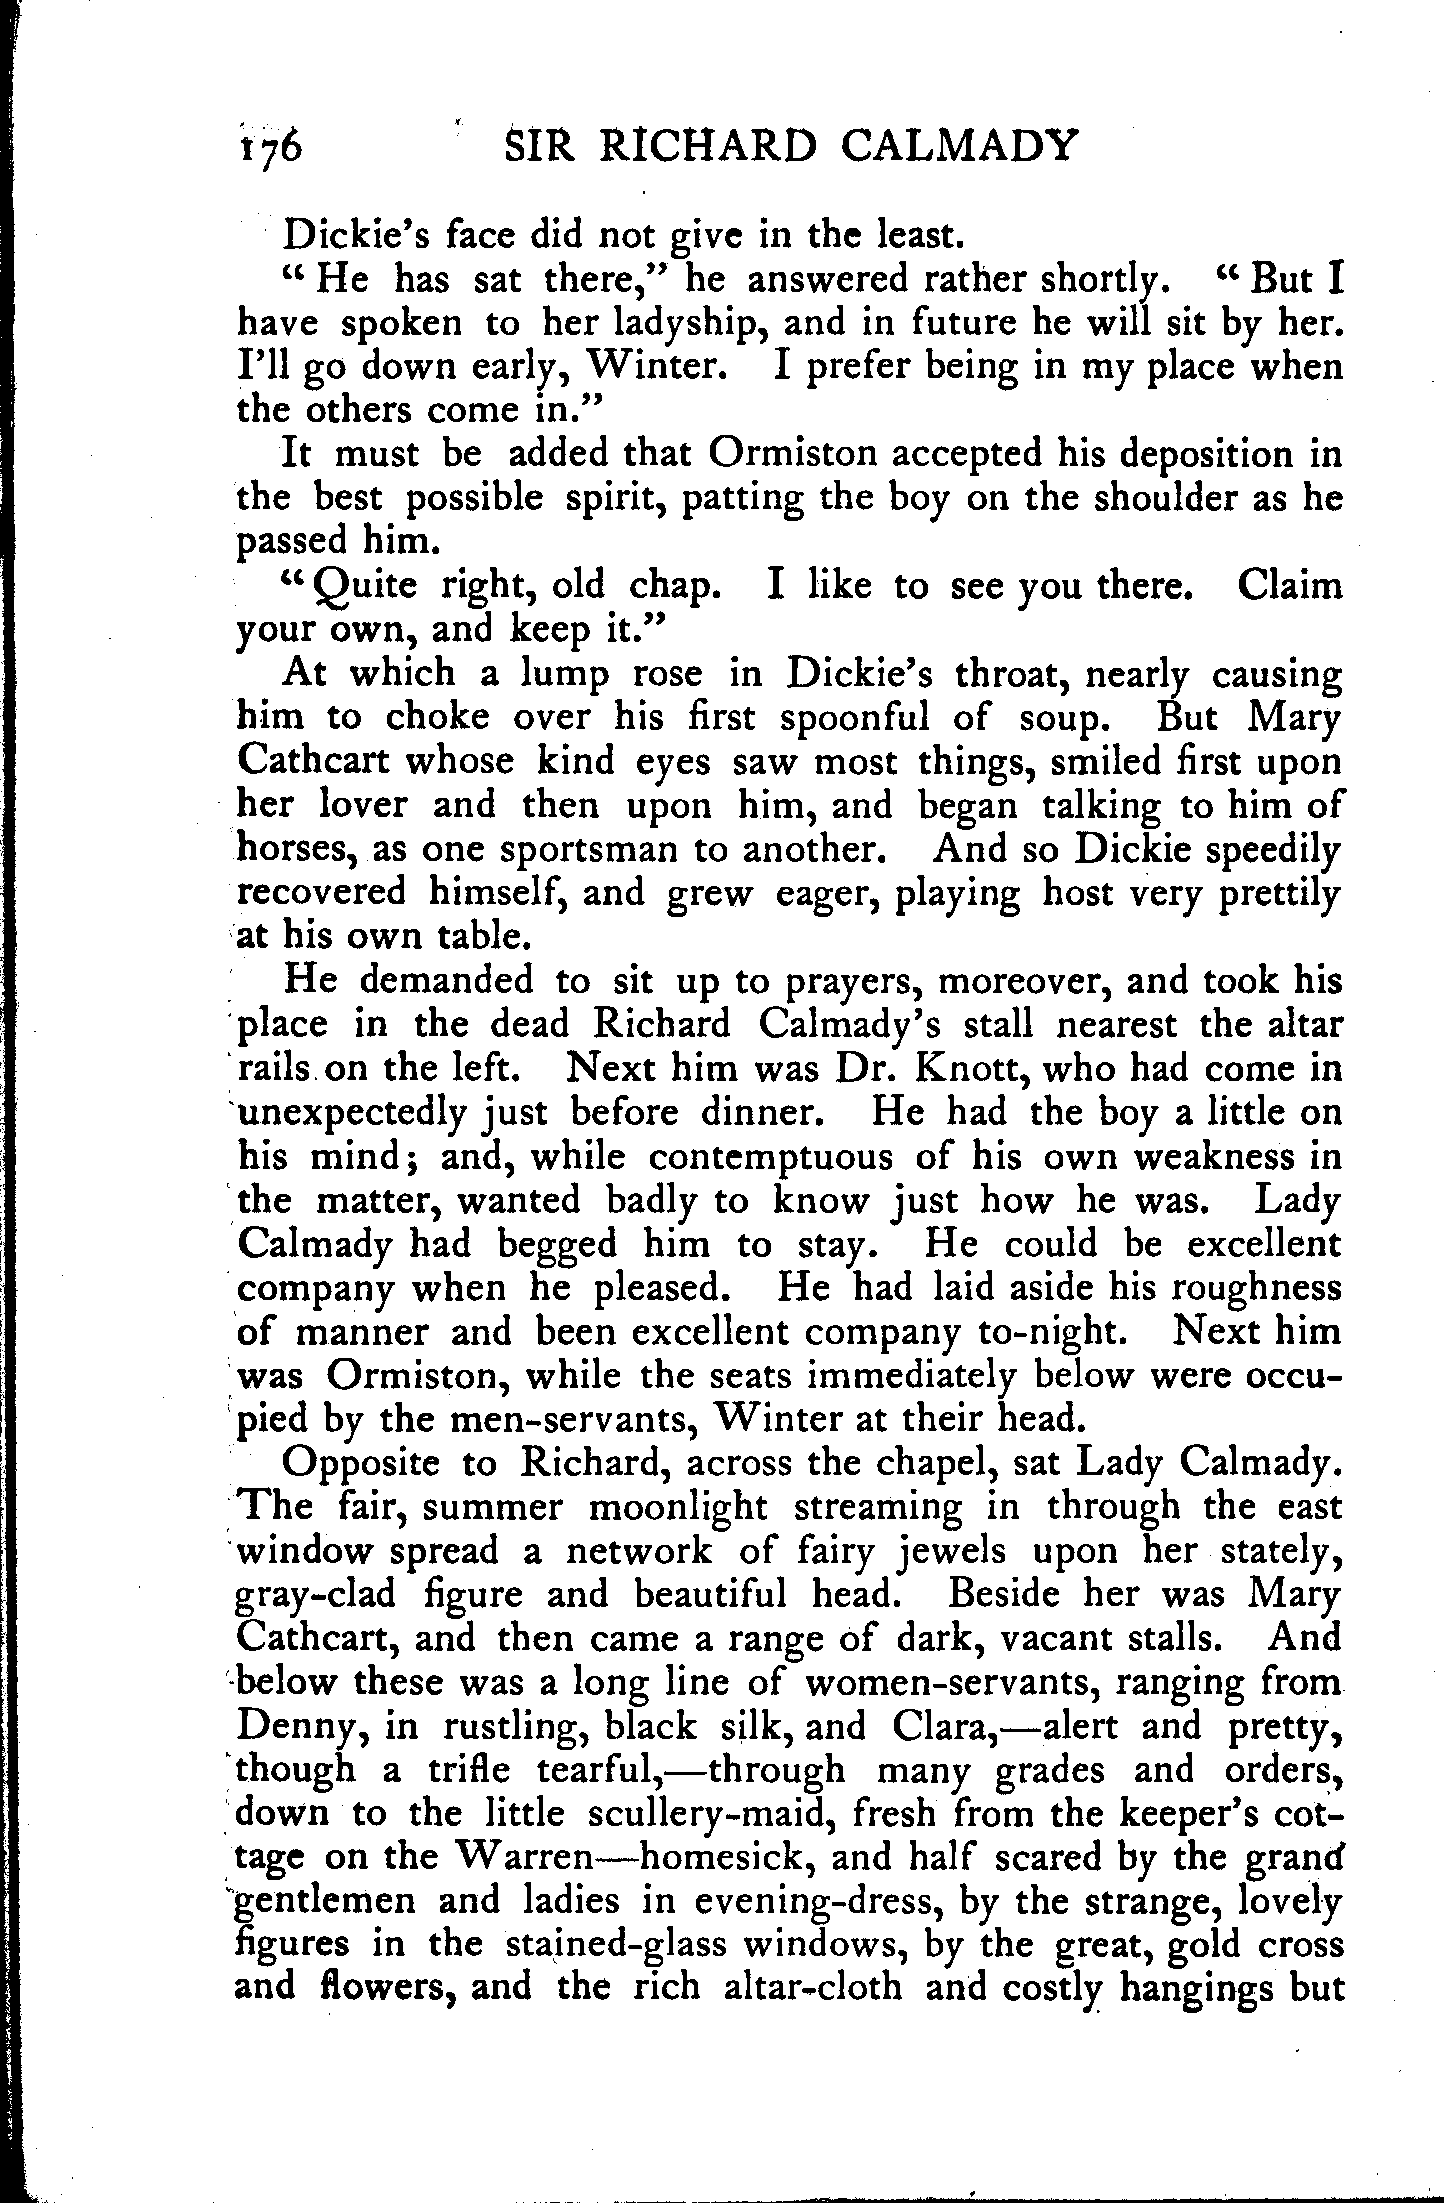 176 SIR RICHARD CALMADY
Dickie's face did not give in the least.
"He has sat there," he answered rather shortly. "But I
have spoken to her ladyship, and in future he will sit by her.
I'll go down early, Winter. I prefer being in my place when
the others come in."
It must be added that Ormiston accepted his deposition in
the best possible spirit, patting the boy on the shoulder as he
passed him.
"Quite right, old chap. I like to see you there. Claim
your own, and keep it."
At which a lump rose in Dickie's throat, nearly causing
him to choke over his first spoonful of soup. But Mary
Cathcart whose kind eyes saw most things, smiled first upon
her lover and then upon him, and began talking to him of
horses, as one sportsman to another. And so Dickie speedily
recovered himself, and grew eager, playing host very prettily
at his own table.
He demanded to sit up to prayers, moreover, and took his
place in the dead Richard Calmady's stall nearest the altar
rails on the left. Next him was Dr. Knott, who had come in
unexpectedly just before dinner. He had the boy a little on
his mind; and, while contemptuous of his own weakness in
the matter, wanted badly to know just how he was. Lady
Calmady had begged him to stay. He could be excellent
company when he pleased. He had laid aside his roughness
of manner and been excellent company to-night. Next him
was Ormiston, while the seats immediately below were occu-
pied by the men-servants, Winter at their head.
Opposite to Richard, across the chapel, sat Lady Calmady.
The fair, summer moonlight streaming in through the east
window spread a network of fairy jewels upon her stately,
gray-clad figure and beautiful head. Beside her was Mary
Cathcart, and then came a range of dark, vacant stalls. And
below these was a long line of women-servants, ranging from
Denny, in rustling, black silk, and Clara,—alert and pretty,
though a trifle tearful,—through many grades and orders,
down to the little scullery-maid, fresh from the keeper's cot-
tage on the Warren—homesick, and half scared by the grand
gentlemen and ladies in evening-dress, by the strange, lovely
figures in the stained-glass windows, by the great, gold cross
and flowers, and the rich altar-cloth and costly hangings but